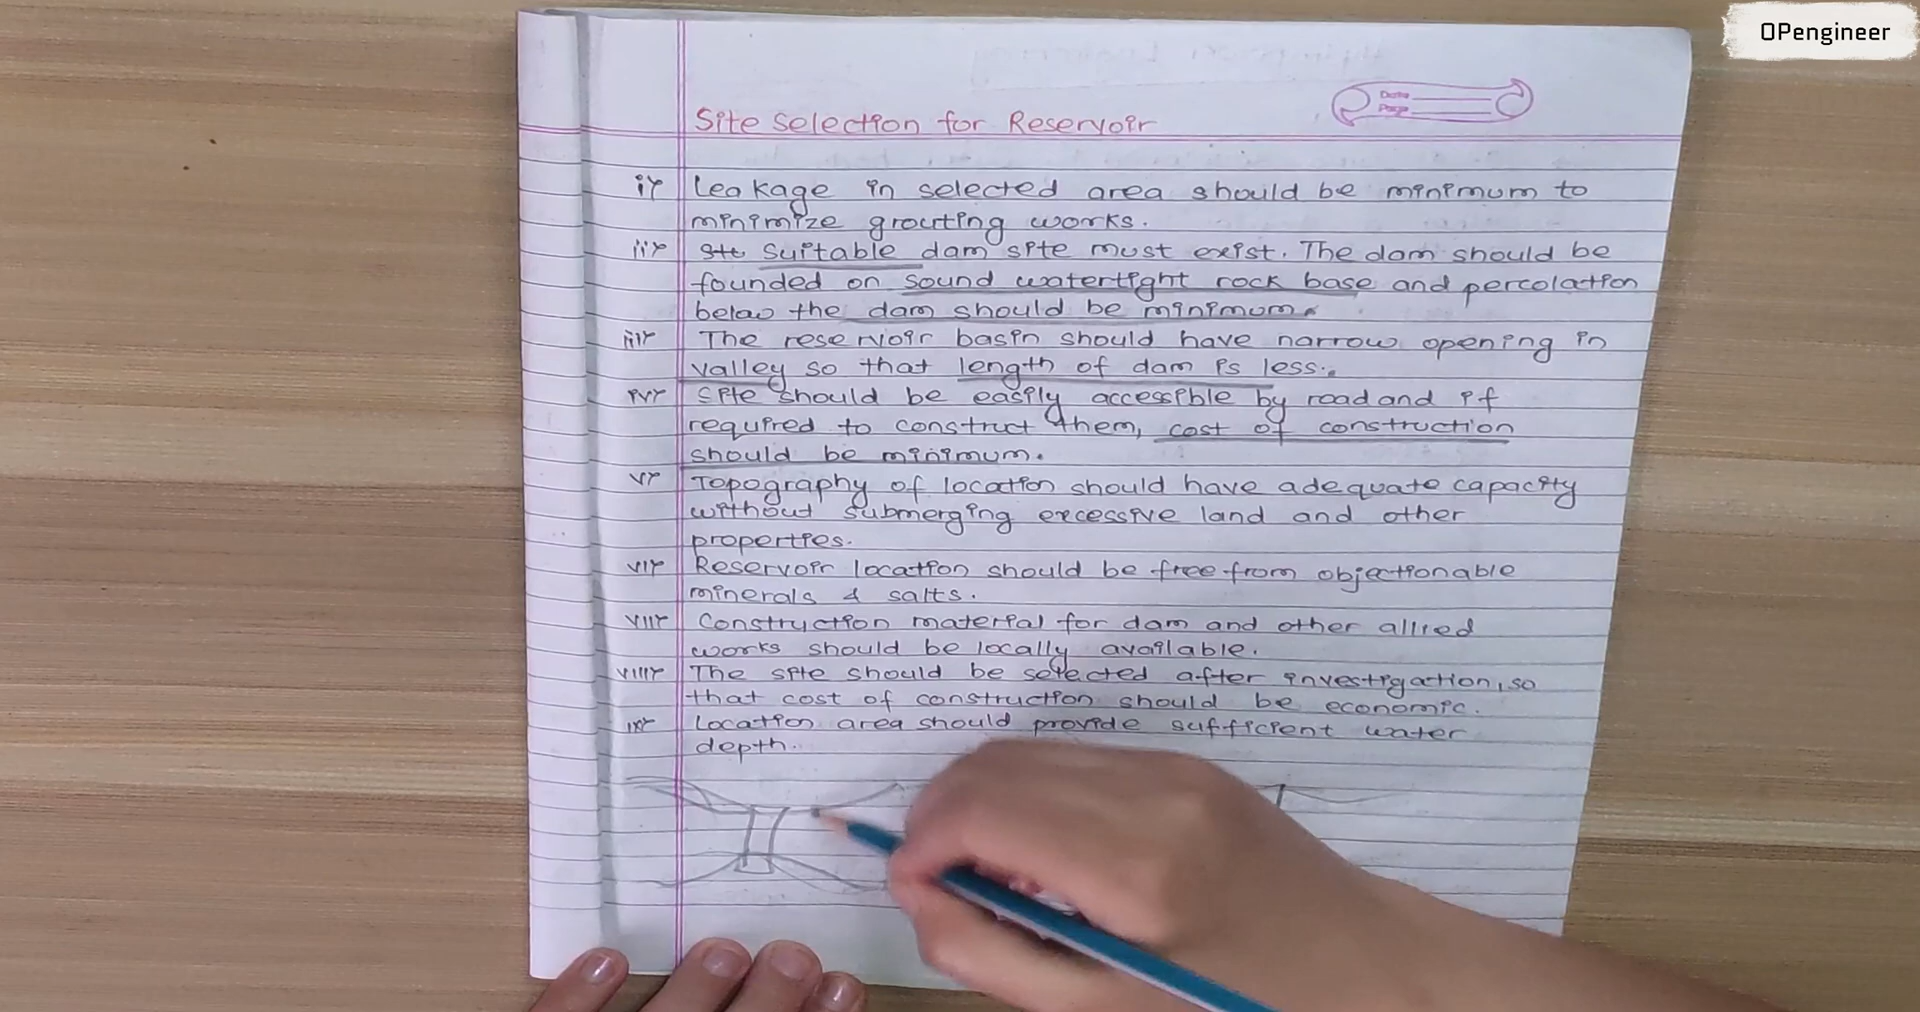 OPengineer
Date
Page
Site selection for Reservoir
i> Leakage in selected area should be minimum to
minimize grouting works.
ii> suitable dam site must exist. The dam should be
founded on sound watertight rock base and percolation
below the dam should be minimum.
iii> The reservoir basin should have narrow opening in
valley so that length of dam is less.
iv> Site should be easily accessible by road and if
required to construct them, cost of construction
should be minimum.
v> Topography of location should have adequate capacity
without submerging excessive land and other
properties.
vi> Reservoir location should be free from objectionable
minerals & salts.
vii> Construction material for dam and other allied
works should be locally available.
viii> The site should be selected after investigation, so
that cost of construction should be economic.
ix> Location area should provide sufficient water
depth.